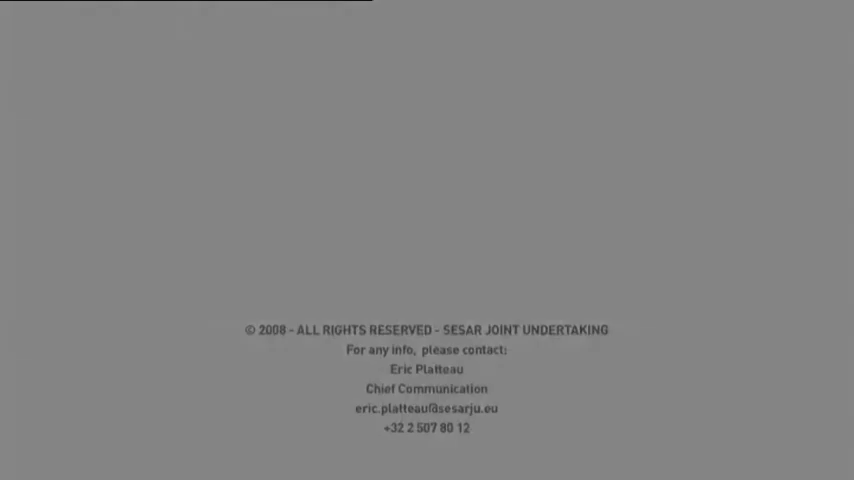 © 2008 - ALL RIGHTS RESERVED - SESAR JOINT UNDERTAKING
For any info, please contact:
Eric Platteau
Chief Communication
eric.platteau@sesarju.eu
+32 2 507 80 12